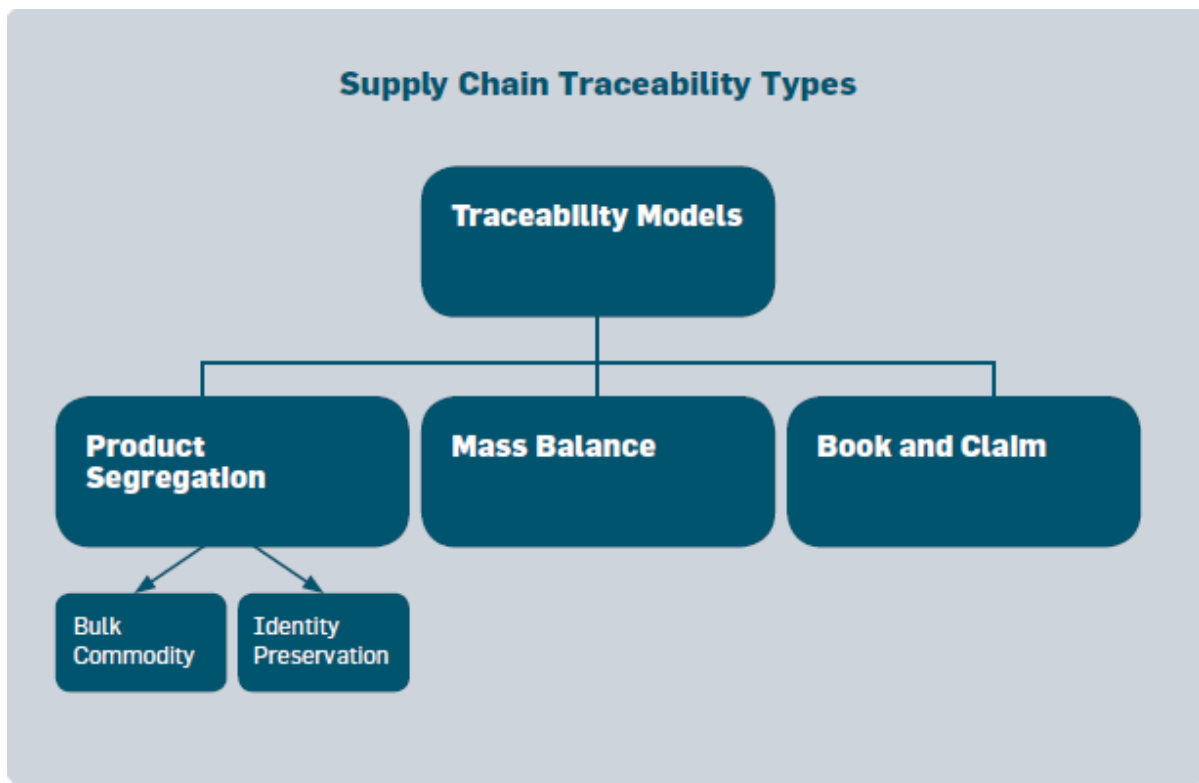 Supply Chain Traceability Types
Traceability Models
Product
Segregation
Mass Balance
Book and Claim
Bulk
Commodity
Identity
Preservation